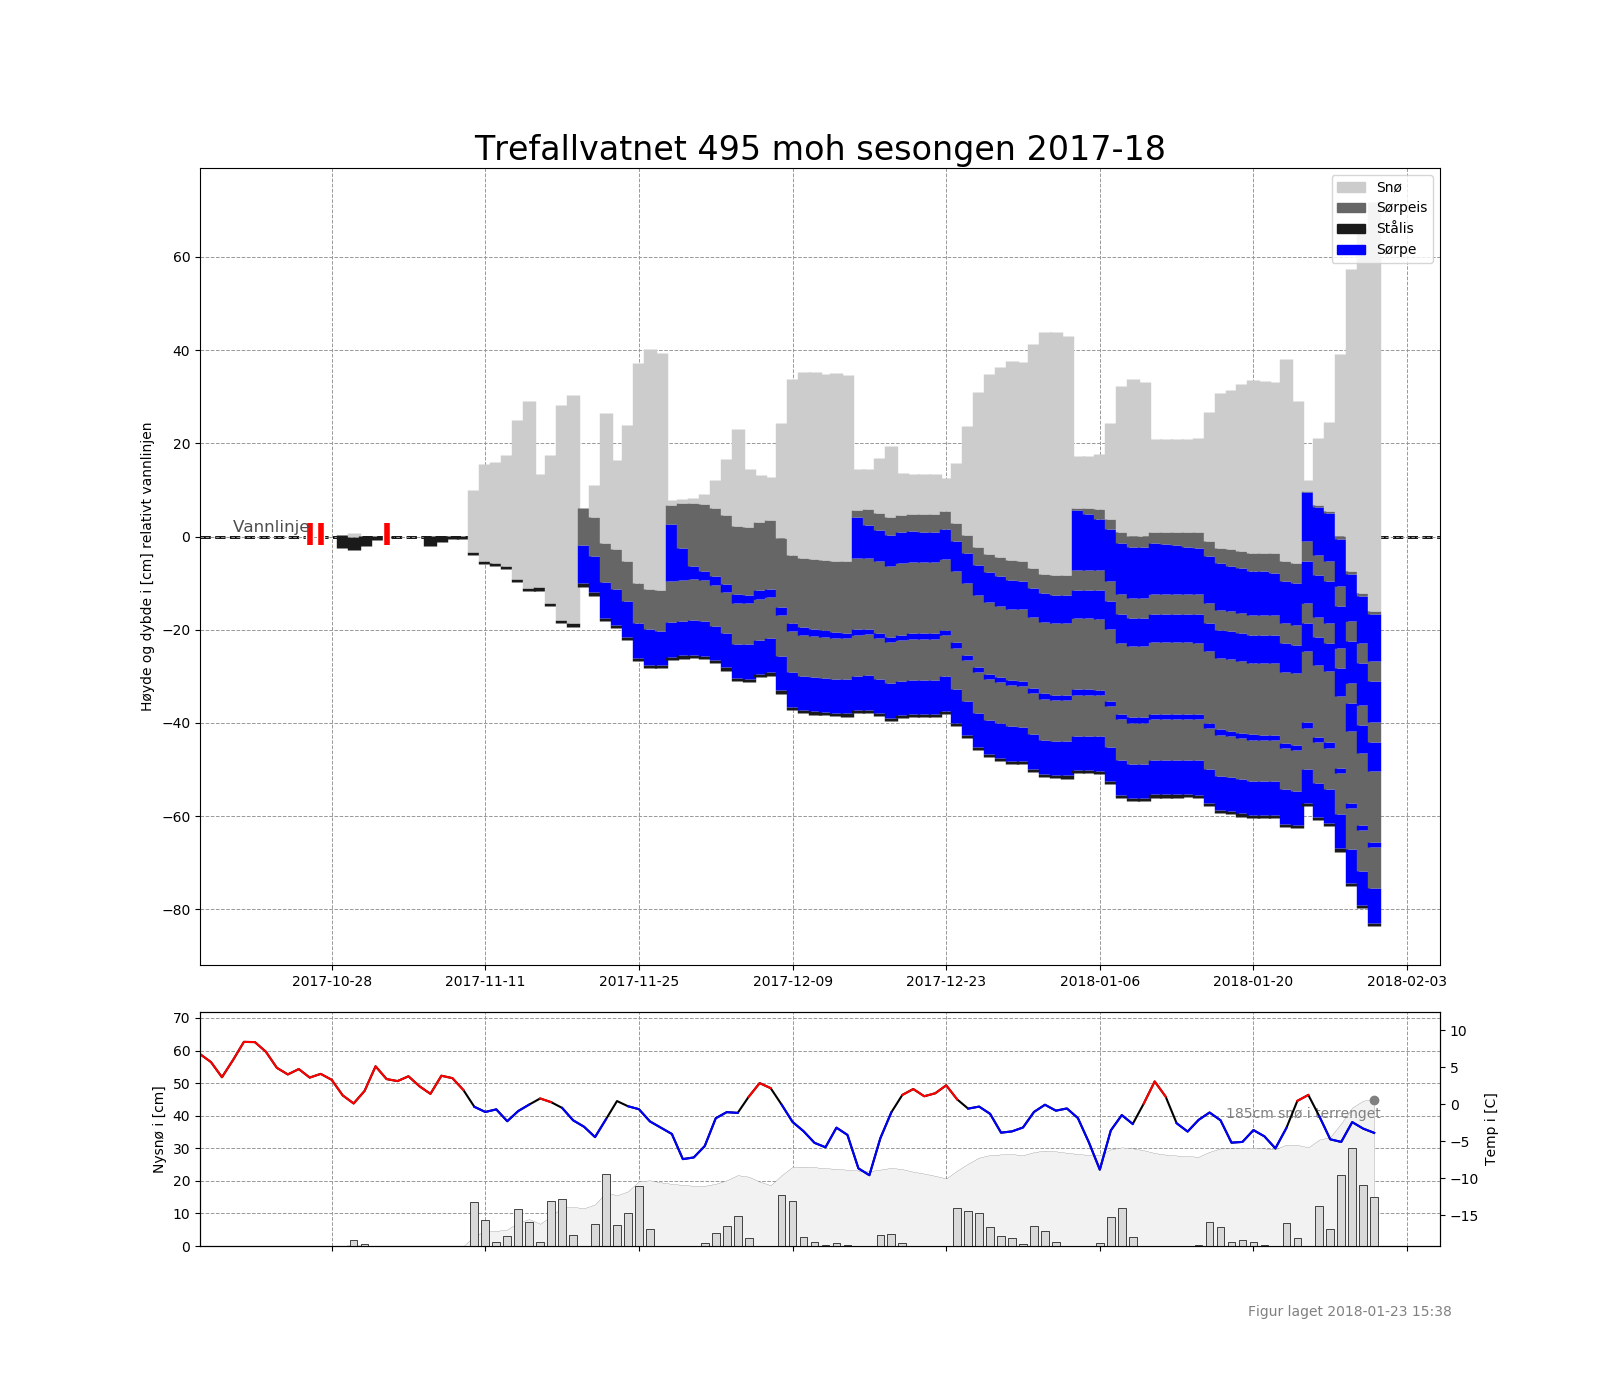 Trefallvatnet 495 moh sesongen 2017-18
Snø
Sørpeis
Stålis
Sørpe
Høyde og dybde i [cm] relativt vannlinjen
60
40
20
0
−20
−40
−60
−80
Vannlinje
2017-10-28 2017-11-11 2017-11-25 2017-12-09 2017-12-23 2018-01-06 2018-01-20 2018-02-03
Nysnø i [cm]
70
60
50
40
30
20
10
0
185cm snø i terrenget
10
5
0
−5
−10
−15
Temp i [C]
Figur laget 2018-01-23 15:38